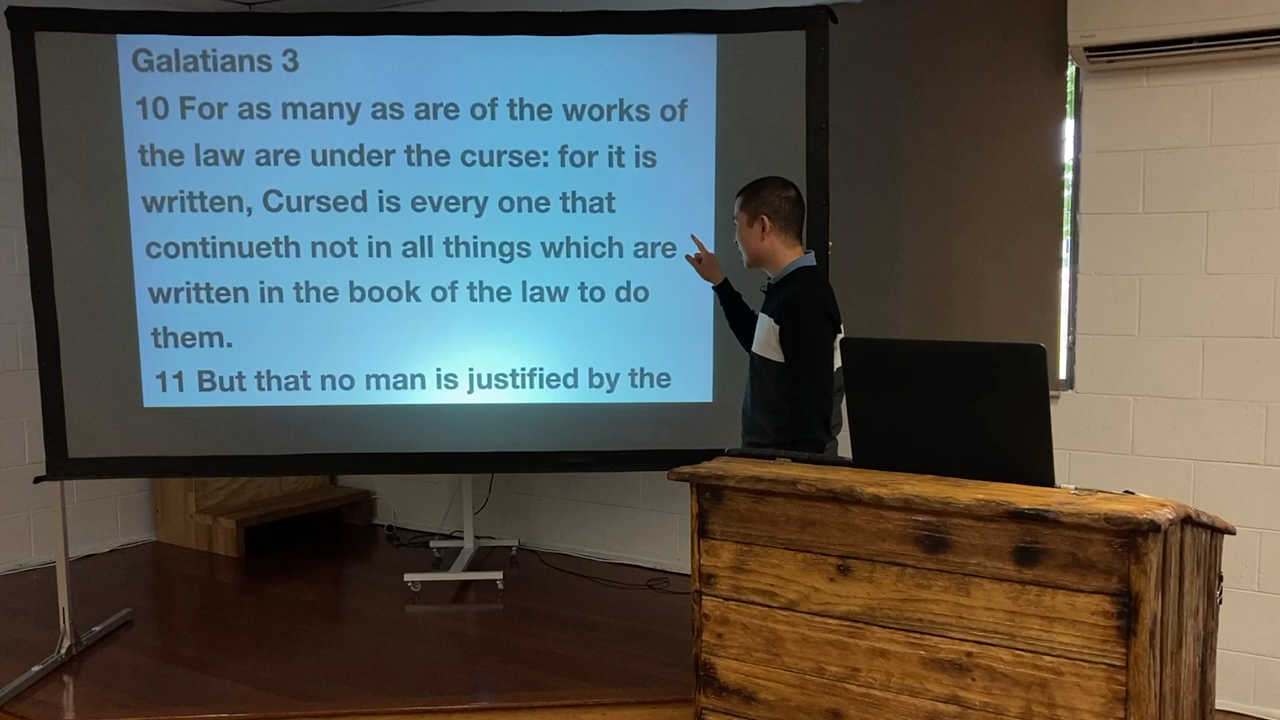 Galatians 3
10 For as many as are of the works of
the law are under the curse: for it is
written, Cursed is every one that
continueth not in all things which are
written in the book of the law to do
them.
11 But that no man is justified by the